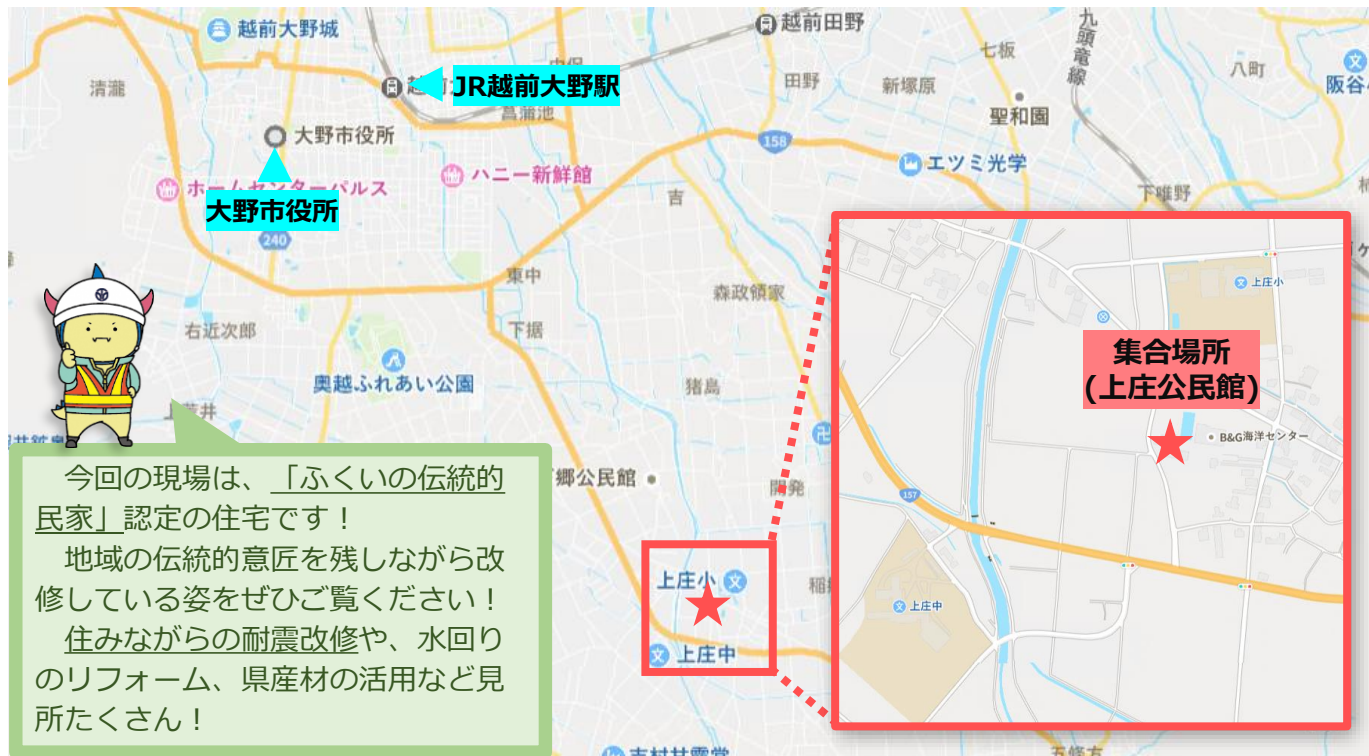 越前大野城
越前田野
九頭竜線
七板
八町
清瀧
JR越前大野駅
田野
新塚原
菖蒲池
聖和園
大野市役所
158
エツミ光学
ハニー新鮮館
ホームセンターパルス
吉
下唯野
大野市役所
240
東中
森政領家
右近次郎
下据
奥越ふれあい公園
猪島
郷公民館
開発
上庄小
上庄中
五條方
上庄小
集合場所
(上庄公民館)
B&G海洋センター
157
上庄中
今回の現場は、「ふくいの伝統的
民家」認定の住宅です！
地域の伝統的意匠を残しながら改
修している姿をぜひご覧ください！
住みながらの耐震改修や、水回り
のリフォーム、県産材の活用など見
所たくさん！